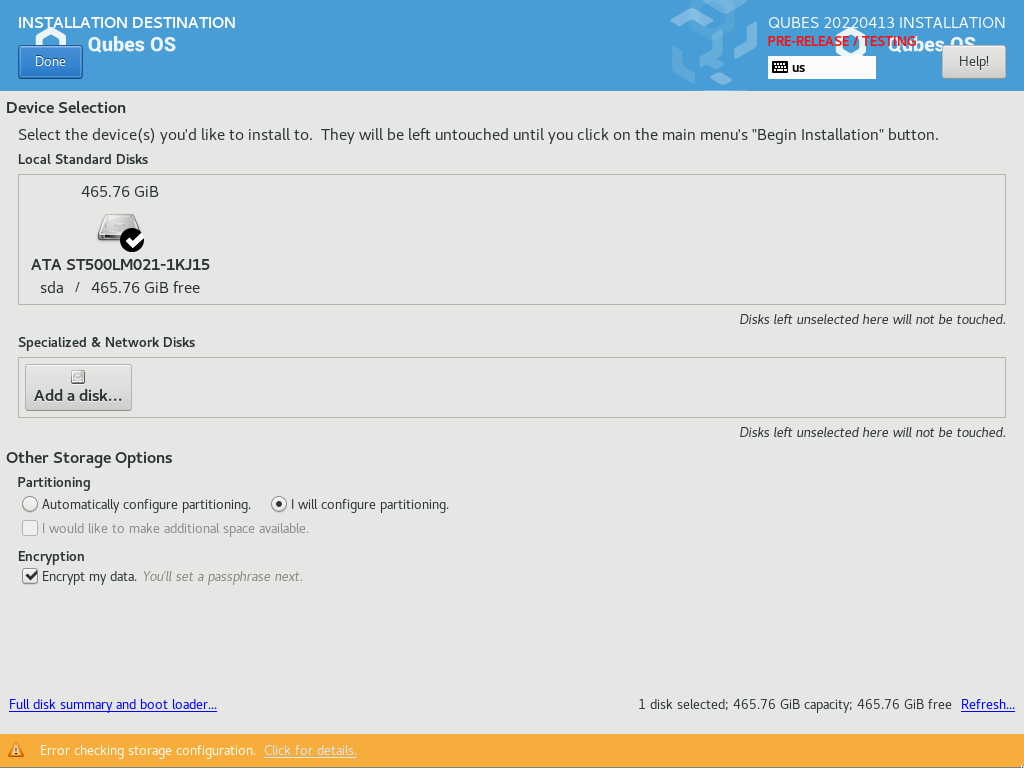 INSTALLATION DESTINATION
Qubes OS
Done
QUBES 20220413 INSTALLATION
PRE-RELEASE / TESTING
Qubes OS
us
Help!
Device Selection
Select the device(s) you'd like to install to.  They will be left untouched until you click on the main menu's "Begin Installation" button.
Local Standard Disks
465.76 GiB
ATA ST500LM021-1KJ15
sda / 465.76 GiB free
Disks left unselected here will not be touched.
Specialized & Network Disks
Add a disk...
Disks left unselected here will not be touched.
Other Storage Options
Partitioning
Automatically configure partitioning. I will configure partitioning.
I would like to make additional space available.
Encryption
Encrypt my data. You'll set a passphrase next.
Full disk summary and boot loader... 1 disk selected; 465.76 GiB capacity; 465.76 GiB free Refresh...
Error checking storage configuration. Click for details.